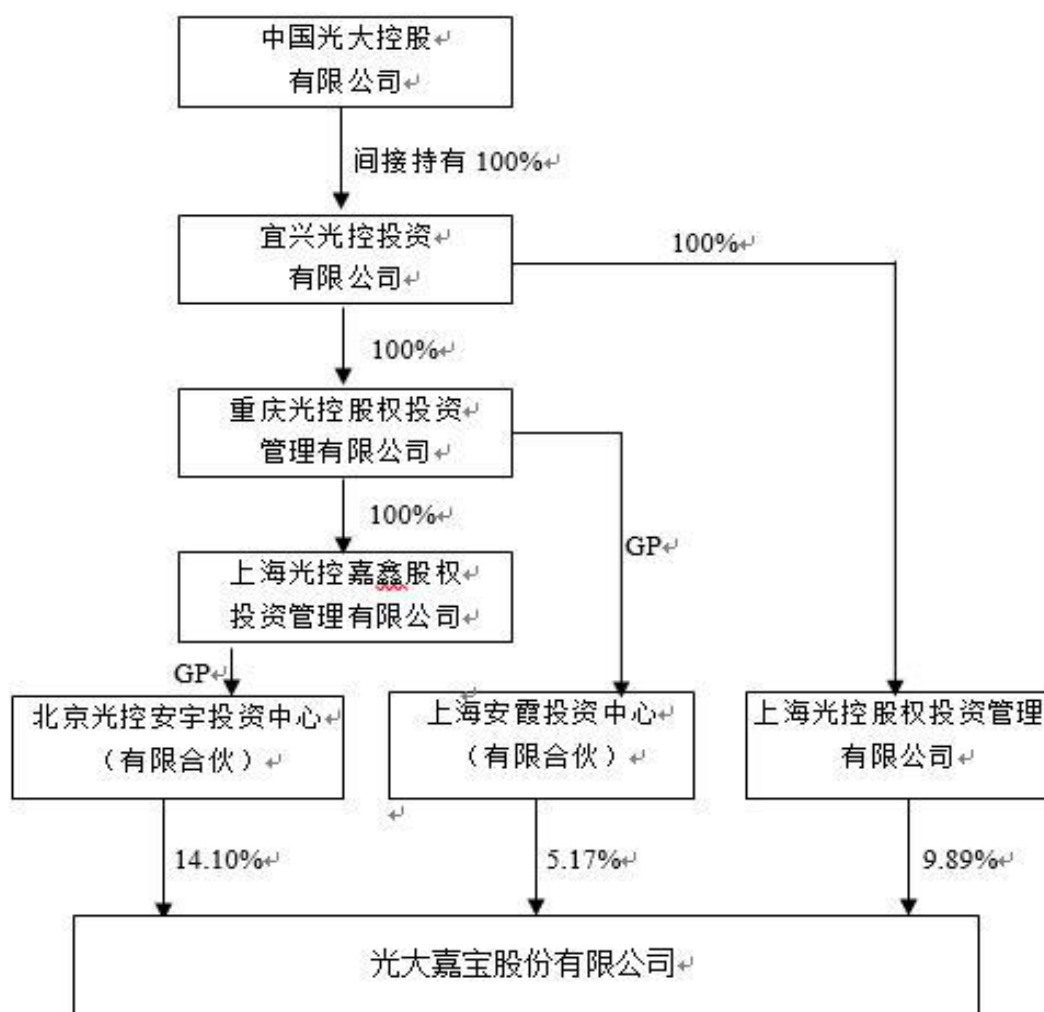 中国光大控股↵
有限公司↵
间接持有 100%↵
宜兴光控投资↵
有限公司↵
100%↵
100%↵
重庆光控股权投资↵
管理有限公司↵
100%↵
GP↵
上海光控嘉鑫股权↵
投资管理有限公司↵
GP↵
北京光控安宇投资中心↵
（有限合伙）↵
↵
上海安霞投资中心↵
（有限合伙）↵
↵
上海光控股权投资管理
有限公司↵
14.10%↵
5.17%↵
9.89%↵
光大嘉宝股份有限公司↵